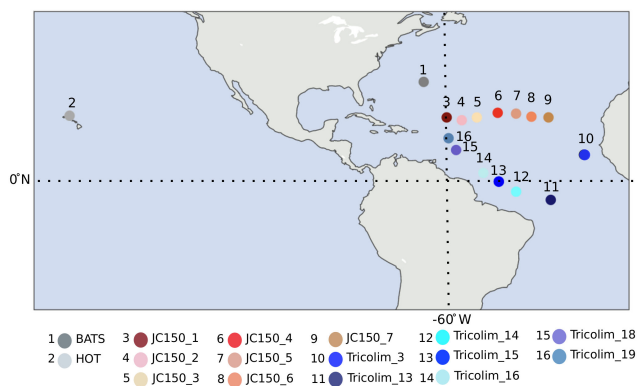 1
2
3 4 5 6 7 8 9
16
15
10
14
13 12
11
0°N
-60°W
1 BATS 3 JC150_1 6 JC150_4 9 JC150_7 12 Tricolim_14 15 Tricolim_18
2 HOT 4 JC150_2 7 JC150_5 10 Tricolim_3 13 Tricolim_15 16 Tricolim_19
5 JC150_3 8 JC150_6 11 Tricolim_13 14 Tricolim_16